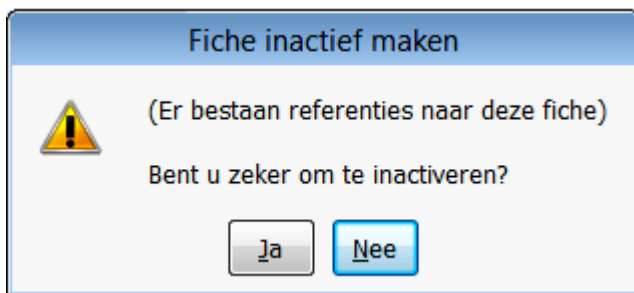 Fiche inactief maken
(Er bestaan referenties naar deze fiche)
Bent u zeker om te inactiveren?
Ja
Nee